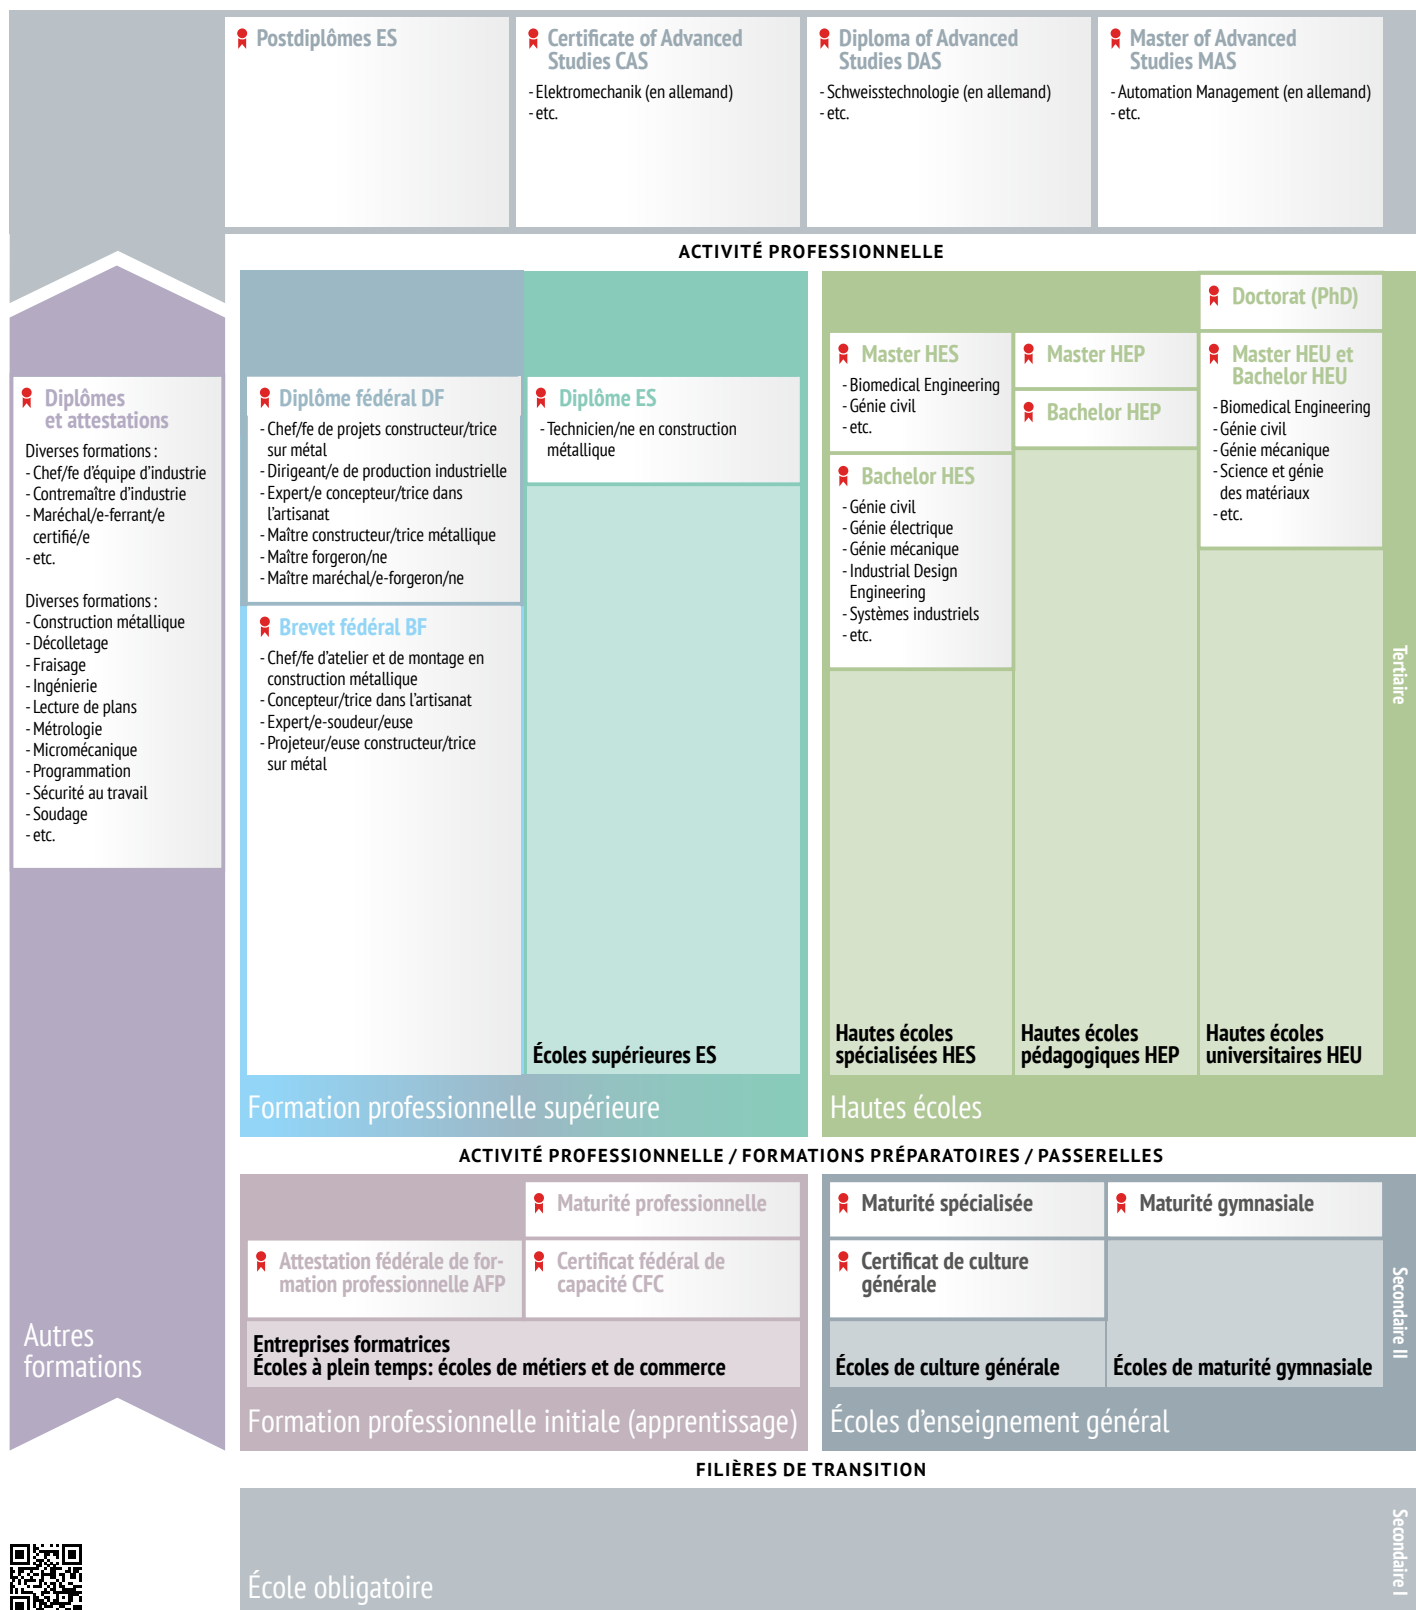 Postdiplômes ES
Certificate of Advanced
Studies CAS
- Elektromechanik (en allemand)
- etc.
Diploma of Advanced
Studies DAS
- Schweisstechnologie (en allemand)
- etc.
Master of Advanced
Studies MAS
- Automation Management (en allemand)
- etc.
ACTIVITÉ PROFESSIONNELLE
Diplômes
et attestations
Diverses formations :
- Chef/fe d’équipe d’industrie
- Contremaître d’industrie
- Maréchal/e-ferrant/e
certifié/e
- etc.
Diverses formations :
- Construction métallique
- Décolletage
- Fraisage
- Ingénierie
- Lecture de plans
- Métrologie
- Micromécanique
- Programmation
- Sécurité au travail
- Soudage
- etc.
Autres
formations
Diplôme fédéral DF
- Chef/fe de projets constructeur/trice
sur métal
- Dirigeant/e de production industrielle
- Expert/e concepteur/trice dans
l’artisanat
- Maître constructeur/trice métallique
- Maître forgeron/ne
- Maître maréchal/e-forgeron/ne
Brevet fédéral BF
- Chef/fe d’atelier et de montage en
construction métallique
- Concepteur/trice dans l’artisanat
- Expert/e-soudeur/euse
- Projeteur/euse constructeur/trice
sur métal
Diplôme ES
- Technicien/ne en construction
métallique
Écoles supérieures ES
Formation professionnelle supérieure
Master HES
- Biomedical Engineering
- Génie civil
- etc.
Bachelor HES
- Génie civil
- Génie électrique
- Génie mécanique
- Industrial Design
Engineering
- Systèmes industriels
- etc.
Hautes écoles
spécialisées HES
Master HEP
Bachelor HEP
Hautes écoles
pédagogiques HEP
Doctorat (PhD)
Master HEU et
Bachelor HEU
- Biomedical Engineering
- Génie civil
- Génie mécanique
- Science et génie
des matériaux
- etc.
Hautes écoles
universitaires HEU
Hautes écoles
Tertiaire
ACTIVITÉ PROFESSIONNELLE / FORMATIONS PRÉPARATOIRES / PASSERELLES
Maturité professionnelle
Attestation fédérale de for-
mation professionnelle AFP
Certificat fédéral de
capacité CFC
Entreprises formatrices
Écoles à plein temps: écoles de métiers et de commerce
Formation professionnelle initiale (apprentissage)
Maturité spécialisée
Certificat de culture
générale
Écoles de culture générale
Maturité gymnasiale
Écoles de maturité gymnasiale
Écoles d’enseignement général
Secondaire II
FILIÈRES DE TRANSITION
École obligatoire
Secondaire I